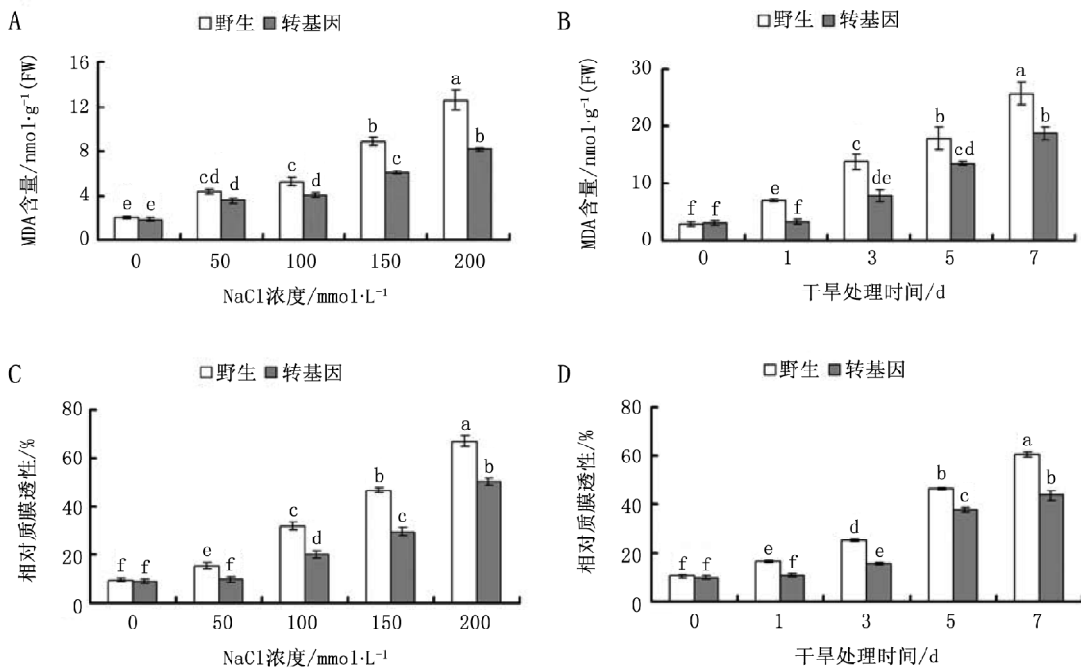 A
□野生 ■转基因
MDA含量/nmol·g⁻¹(FW)
16
12
8
4
0
e e cd d c d b c a b
0 50 100 150 200
NaCl浓度/mmol·L⁻¹
B
□野生 ■转基因
MDA含量/nmol·g⁻¹(FW)
30
20
10
0
f f e f c de b cd a b
0 1 3 5 7
干旱处理时间/d
C
□野生 ■转基因
相对质膜透性/%
80
60
40
20
0
f f e f c d b c a b
0 50 100 150 200
NaCl浓度/mmol·L⁻¹
D
□野生 ■转基因
相对质膜透性/%
80
60
40
20
0
f f e f d e b c a b
0 1 3 5 7
干旱处理时间/d